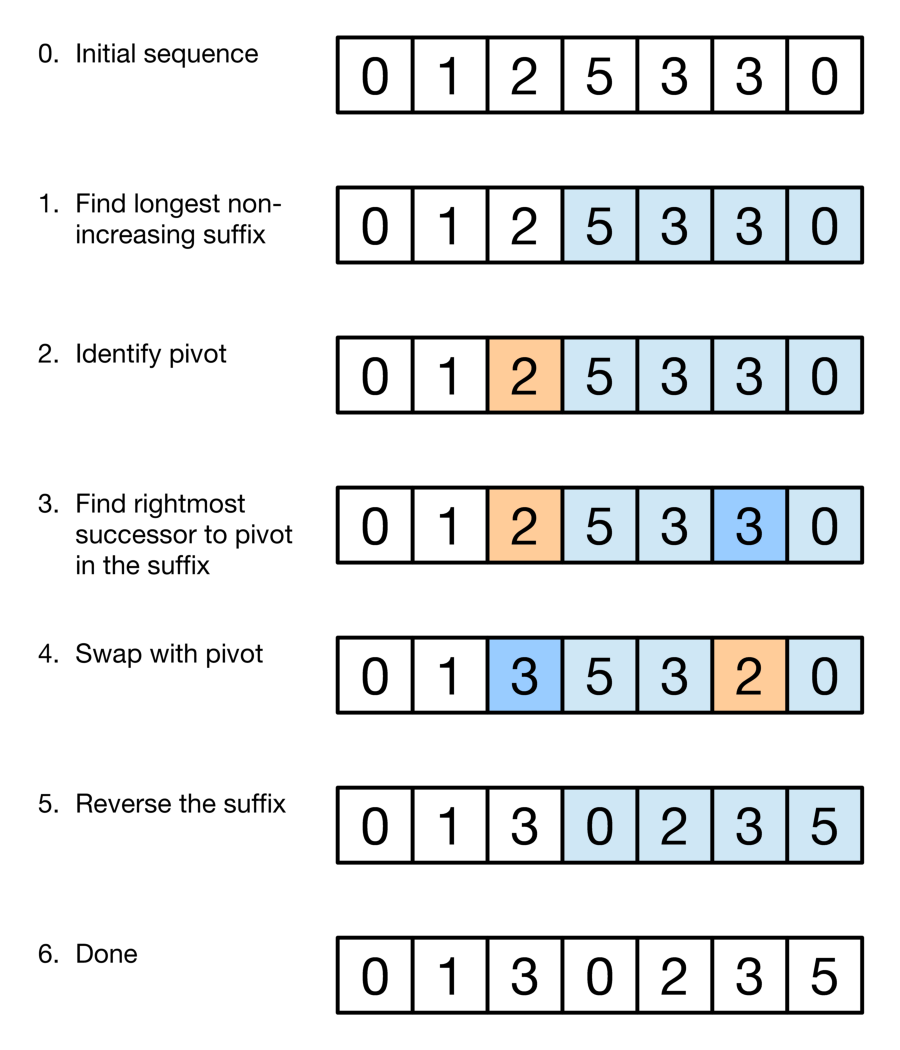 0. Initial sequence
0 1 2 5 3 3 0
1. Find longest non-
increasing suffix
0 1 2 5 3 3 0
2. Identify pivot
0 1 2 5 3 3 0
3. Find rightmost
successor to pivot
in the suffix
0 1 2 5 3 3 0
4. Swap with pivot
0 1 3 5 3 2 0
5. Reverse the suffix
0 1 3 0 2 3 5
6. Done
0 1 3 0 2 3 5